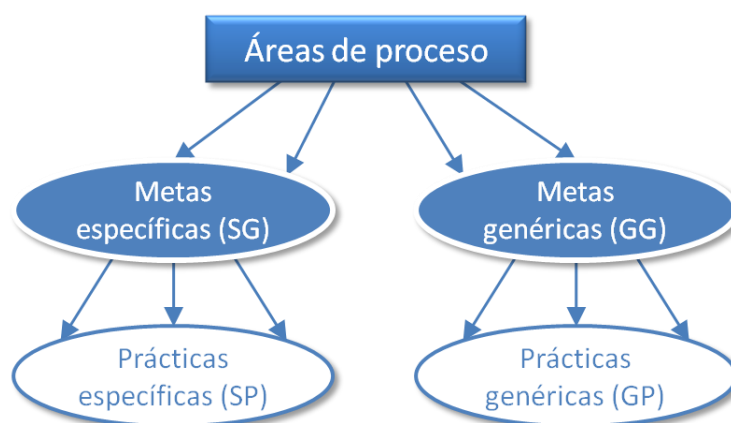 Áreas de proceso
Metas
específicas (SG)
Metas
genéricas (GG)
Prácticas
específicas (SP)
Prácticas
genéricas (GP)